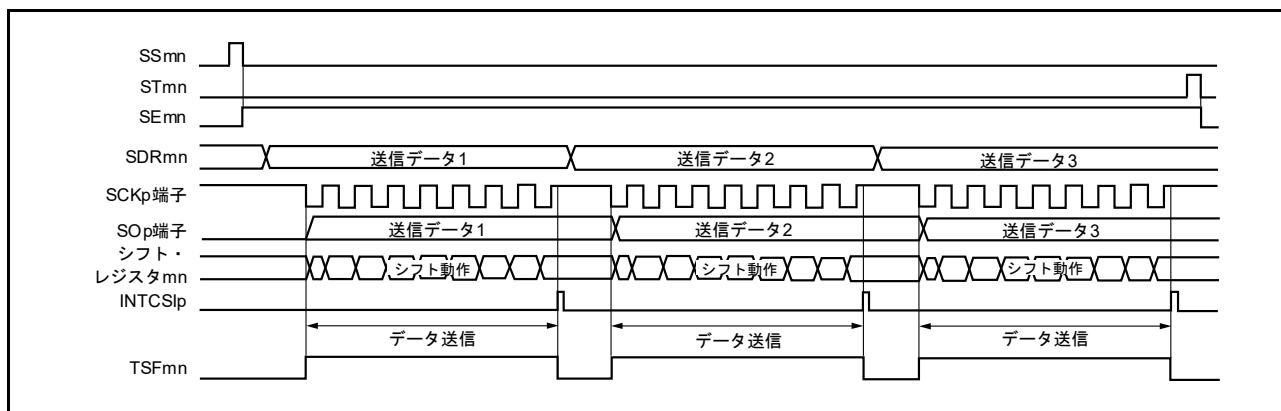 SSmn
STmn
SEmn
SDRmn 送信データ1 送信データ2 送信データ3
SCKp端子
SOp端子 送信データ1 送信データ2 送信データ3
シフト・
レジスタmn シフト動作 シフト動作 シフト動作
INTCSIp
データ送信 データ送信 データ送信
TSFmn